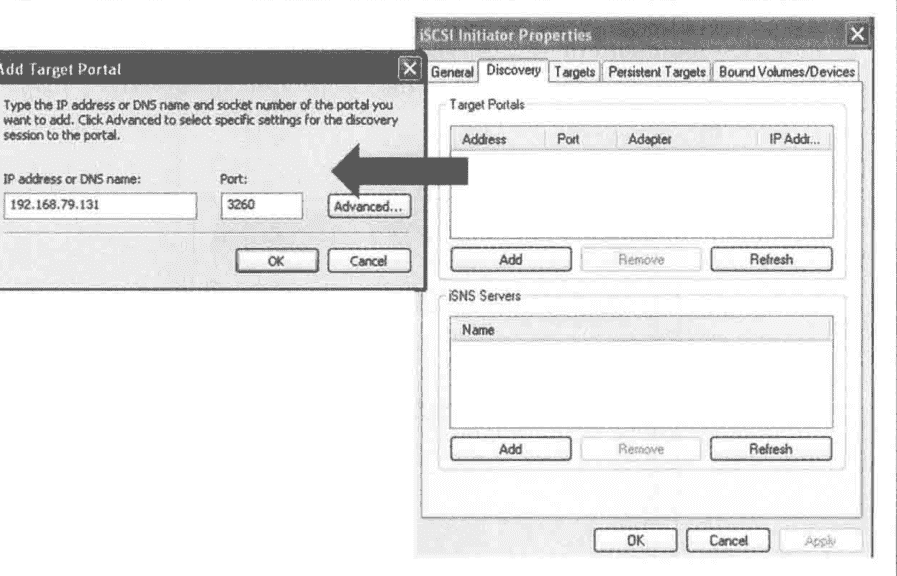 Add Target Portal
Type the IP address or DNS name and socket number of the portal you
want to add. Click Advanced to select specific settings for the discovery
session to the portal.
IP address or DNS name:
Port:
192.168.79.131
3260
Advanced...
OK
Cancel
iSCSI Initiator Properties
General
Discovery
Targets
Persistent Targets
Bound Volumes/Devices
Target Portals
Address
Port
Adapter
IP Addr...
Add
Remove
Refresh
iSNS Servers
Name
Add
Remove
Refresh
OK
Cancel
Apply